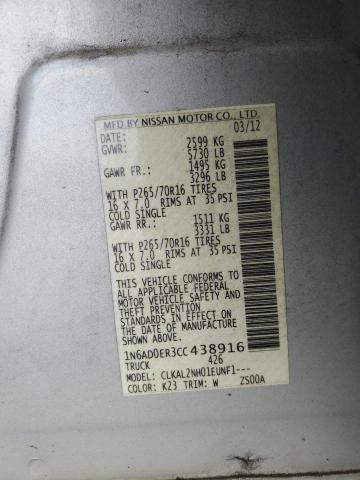 MFD BY NISSAN MOTOR CO., LTD
DATE: 03/12
GVWR: 2599 KG
5730 LB
GAWR FR.: 1495 KG
3296 LB
WITH P265/70R16 TIRES
16 X 7.0 RIMS AT 35 PSI
COLD SINGLE
GAWR RR.: 1511 KG
3331 LB
WITH P265/70R16 TIRES
16 X 7.0 RIMS AT 35 PSI
COLD SINGLE
THIS VEHICLE CONFORMS TO
ALL APPLICABLE FEDERAL
MOTOR VEHICLE SAFETY AND
THEFT PREVENTION
STANDARDS IN EFFECT ON
THE DATE OF MANUFACTURE
SHOWN ABOVE.
1N6AD0ER3CC438916
TRUCK 426
MODEL: CLKAL2NH01EUNF1---
COLOR: K23 TRIM: W ZS00A